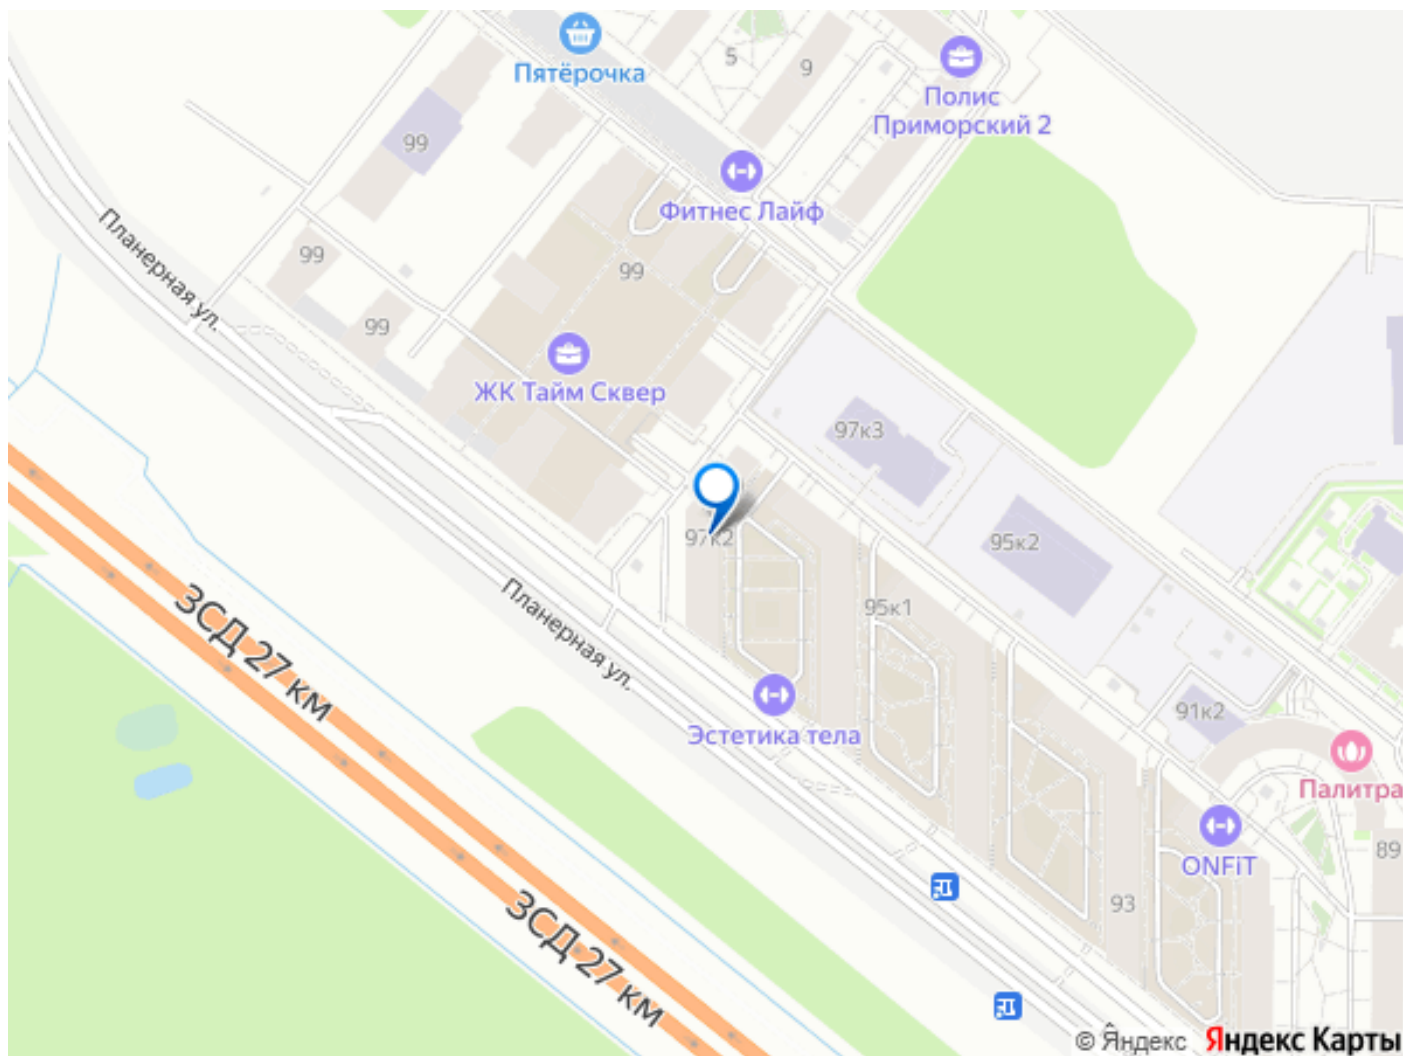 Пятёрочка
5
9
Полис
Приморский 2
99
Фитнес Лайф
Планерная ул.
99
99
99
ЖК Тайм Сквер
97к3
97к2
95к2
ЗСД 27 км
Планерная ул.
95к1
91к2
Эстетика тела
Палитра
ONFiT
89
93
ЗСД 27 км
© Яндекс Яндекс Карты